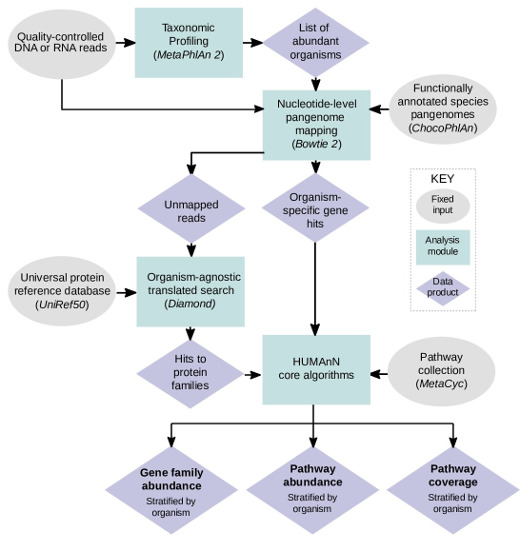 Quality-controlled
DNA or RNA reads
Taxonomic
Profiling
(MetaPhlAn 2)
List of
abundant
organisms
Nucleotide-level
pangenome
mapping
(Bowtie 2)
Functionally
annotated species
pangenomes
(ChocoPhlAn)
KEY
Fixed
input
Analysis
module
Data
product
Unmapped
reads
Organism-
specific gene
hits
Universal protein
reference database
(UniRef50)
Organism-agnostic
translated search
(Diamond)
Hits to
protein
families
HUMAnN
core algorithms
Pathway
collection
(MetaCyc)
Gene family
abundance
Stratified by
organism
Pathway
abundance
Stratified by
organism
Pathway
coverage
Stratified by
organism